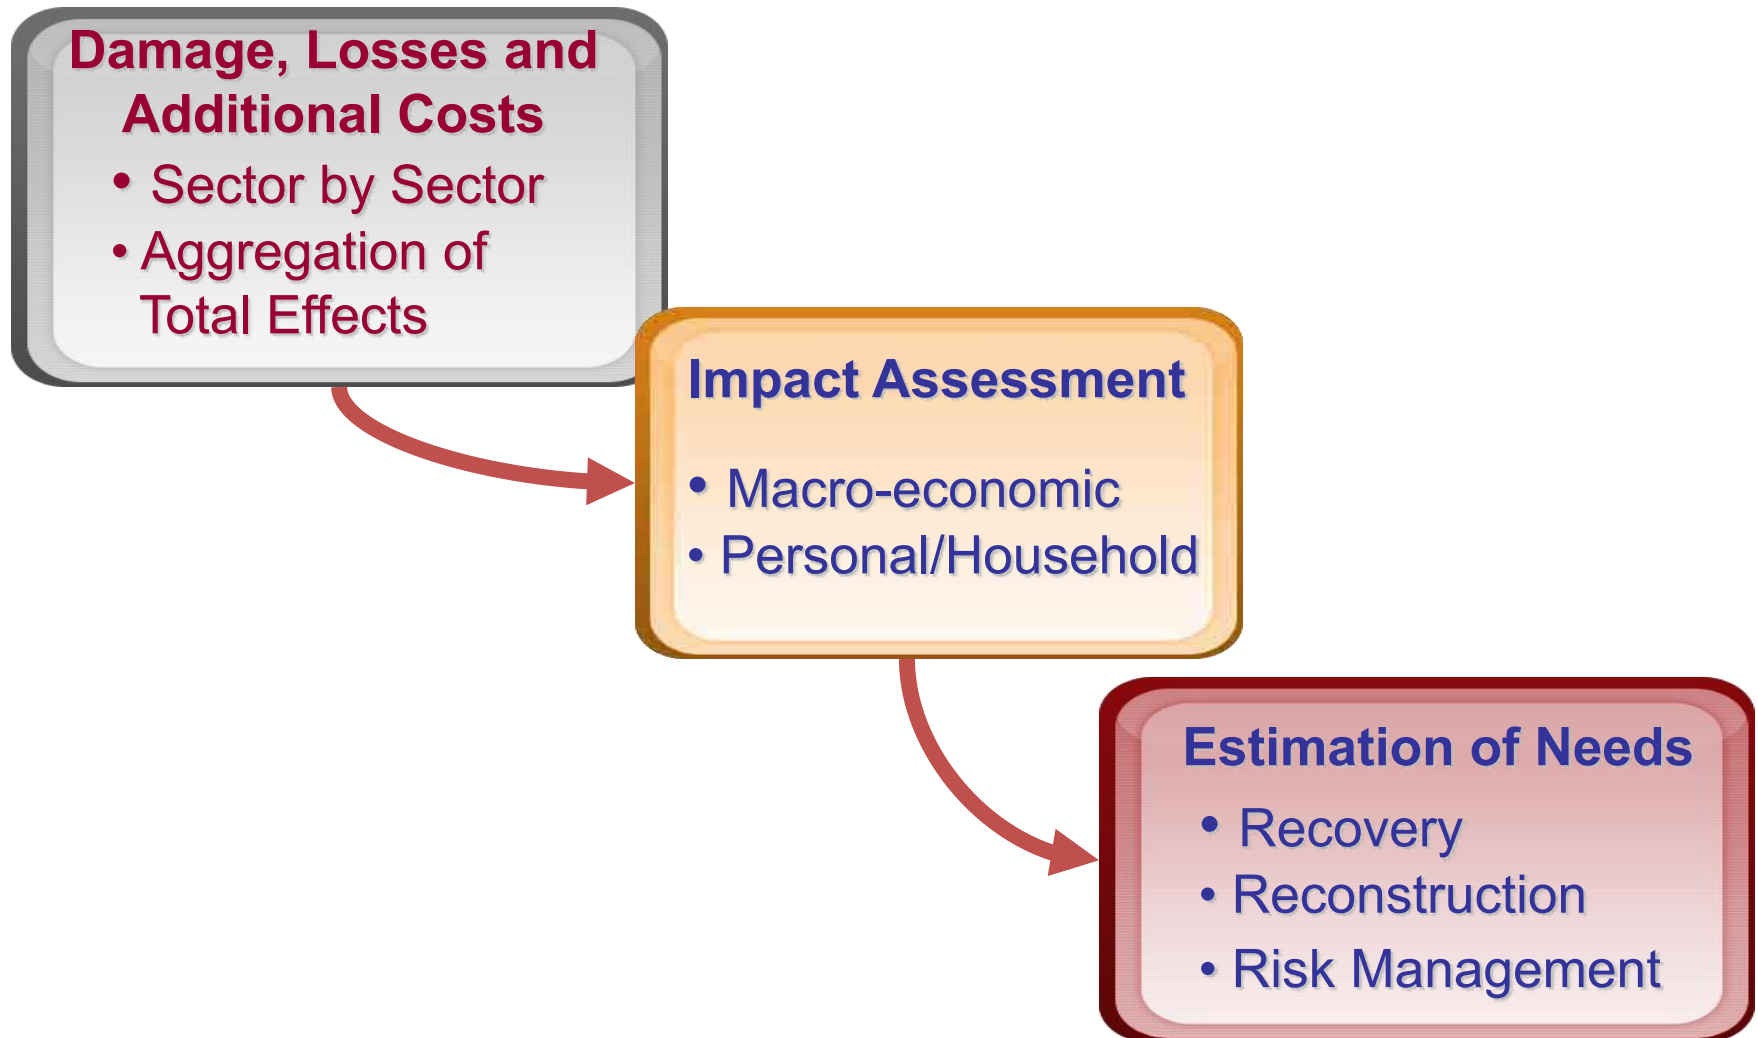 Damage, Losses and
Additional Costs
• Sector by Sector
• Aggregation of
Total Effects
Impact Assessment
• Macro-economic
• Personal/Household
Estimation of Needs
• Recovery
• Reconstruction
• Risk Management